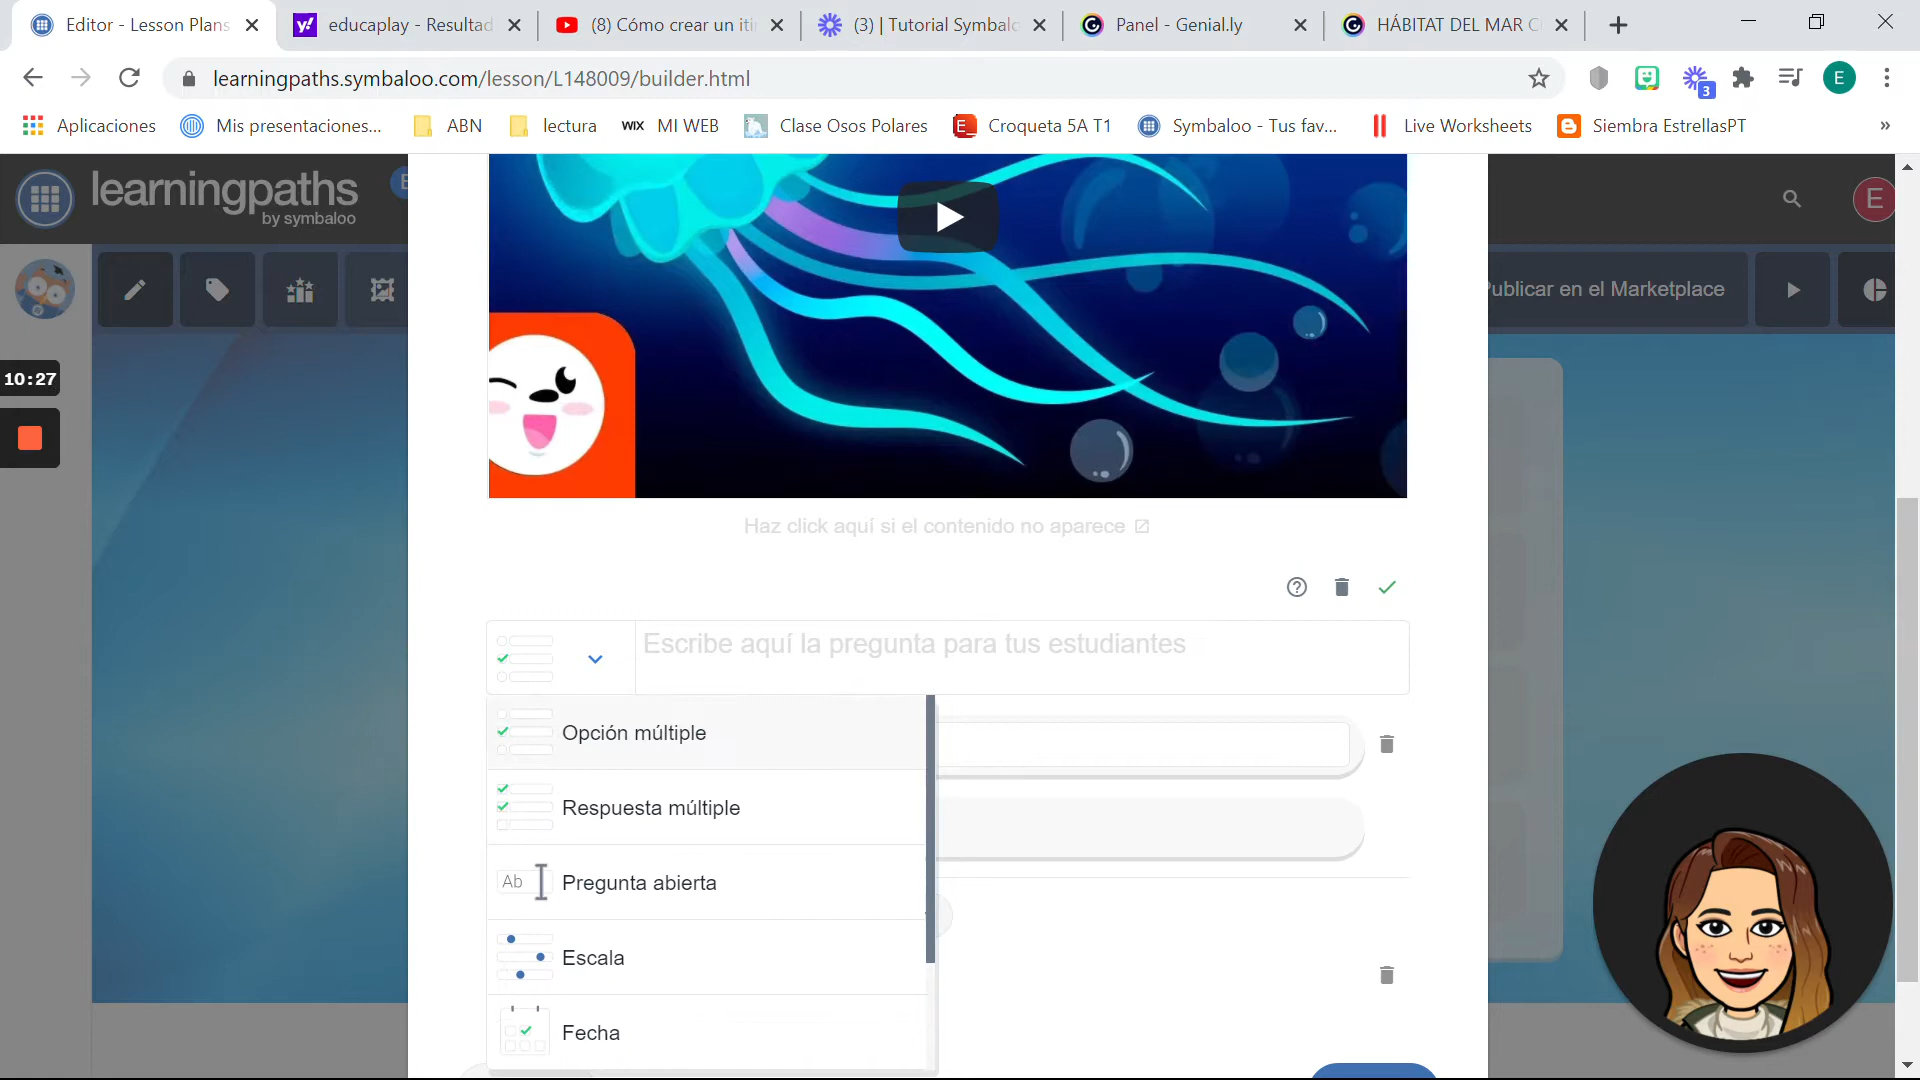 Editor - Lesson Plans
educaplay - Resultad
(8) Cómo crear un iti
(3) | Tutorial Symbalo
Panel - Genial.ly
HÁBITAT DEL MAR C
learningpaths.symbaloo.com/lesson/L148009/builder.html
3
E
Aplicaciones
Mis presentaciones...
ABN
lectura
WIX MI WEB
Clase Osos Polares
Croqueta 5A T1
Symbaloo - Tus fav...
Live Worksheets
Siembra EstrellasPT
»
learningpaths
by symbaloo
E
E
Publicar en el Marketplace
10:27
Haz click aquí si el contenido no aparece
Escribe aquí la pregunta para tus estudiantes
Opción múltiple
Respuesta múltiple
Ab Pregunta abierta
Escala
Fecha